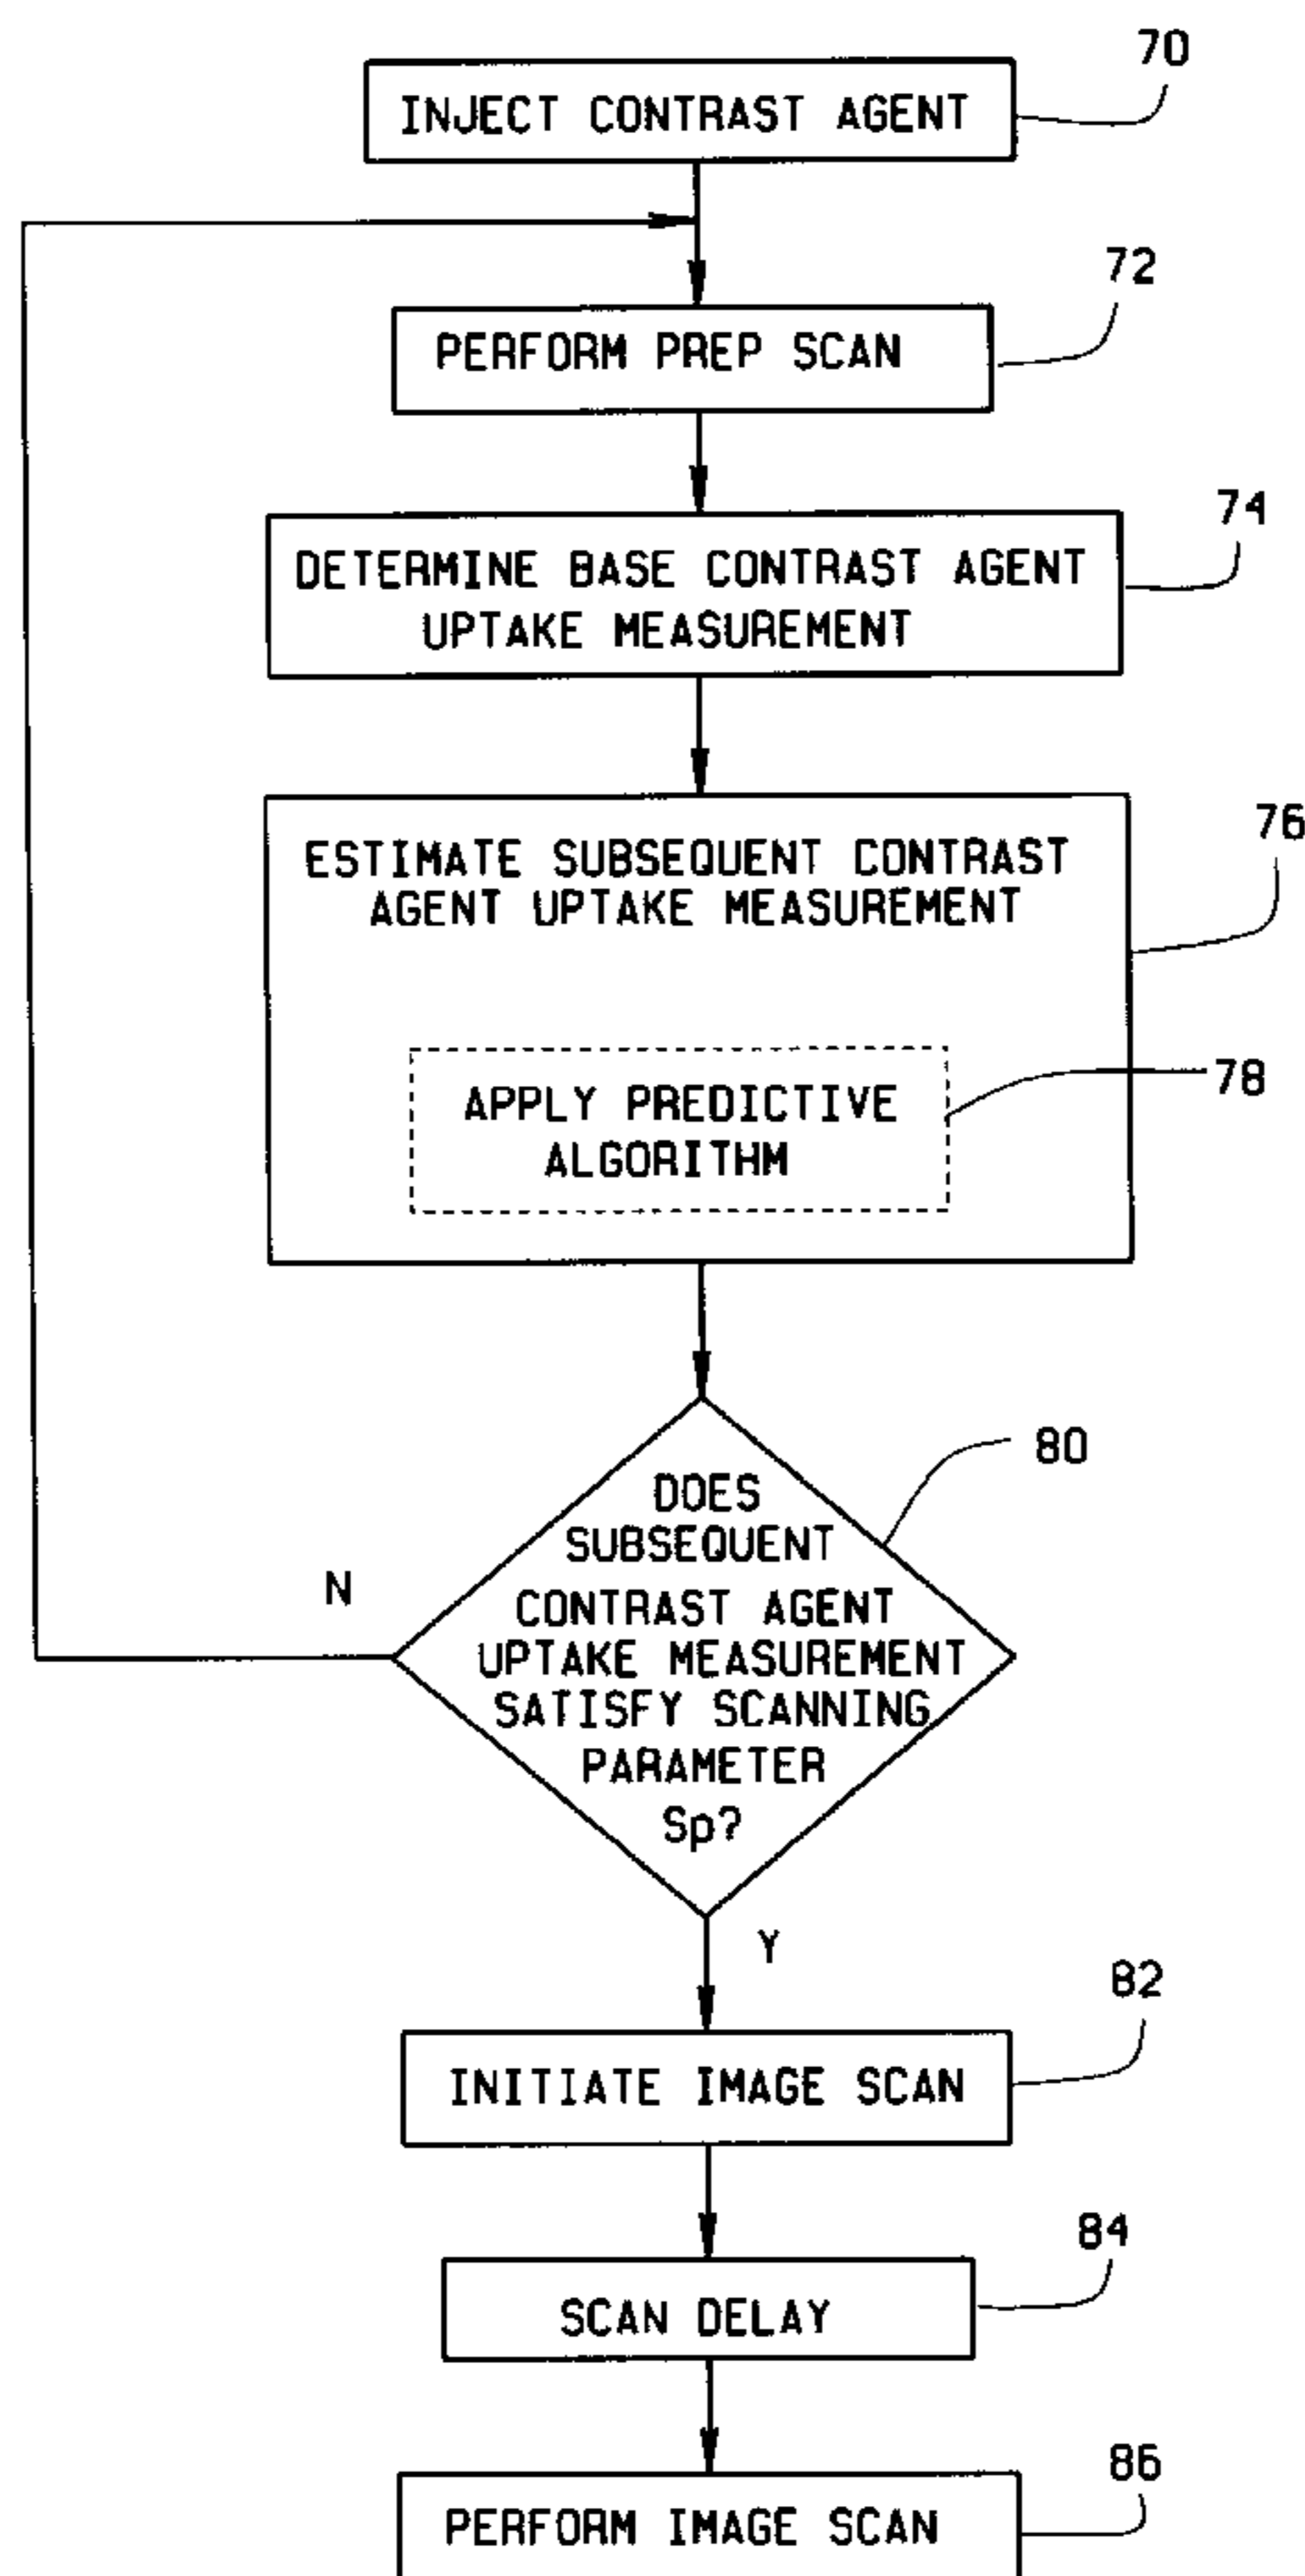 70
INJECT CONTRAST AGENT
72
PERFORM PREP SCAN
74
DETERMINE BASE CONTRAST AGENT
UPTAKE MEASUREMENT
76
ESTIMATE SUBSEQUENT CONTRAST
AGENT UPTAKE MEASUREMENT
78
APPLY PREDICTIVE
ALGORITHM
80
DOES
SUBSEQUENT
CONTRAST AGENT
UPTAKE MEASUREMENT
SATISFY SCANNING
PARAMETER
Sp?
N
Y
82
INITIATE IMAGE SCAN
84
SCAN DELAY
86
PERFORM IMAGE SCAN